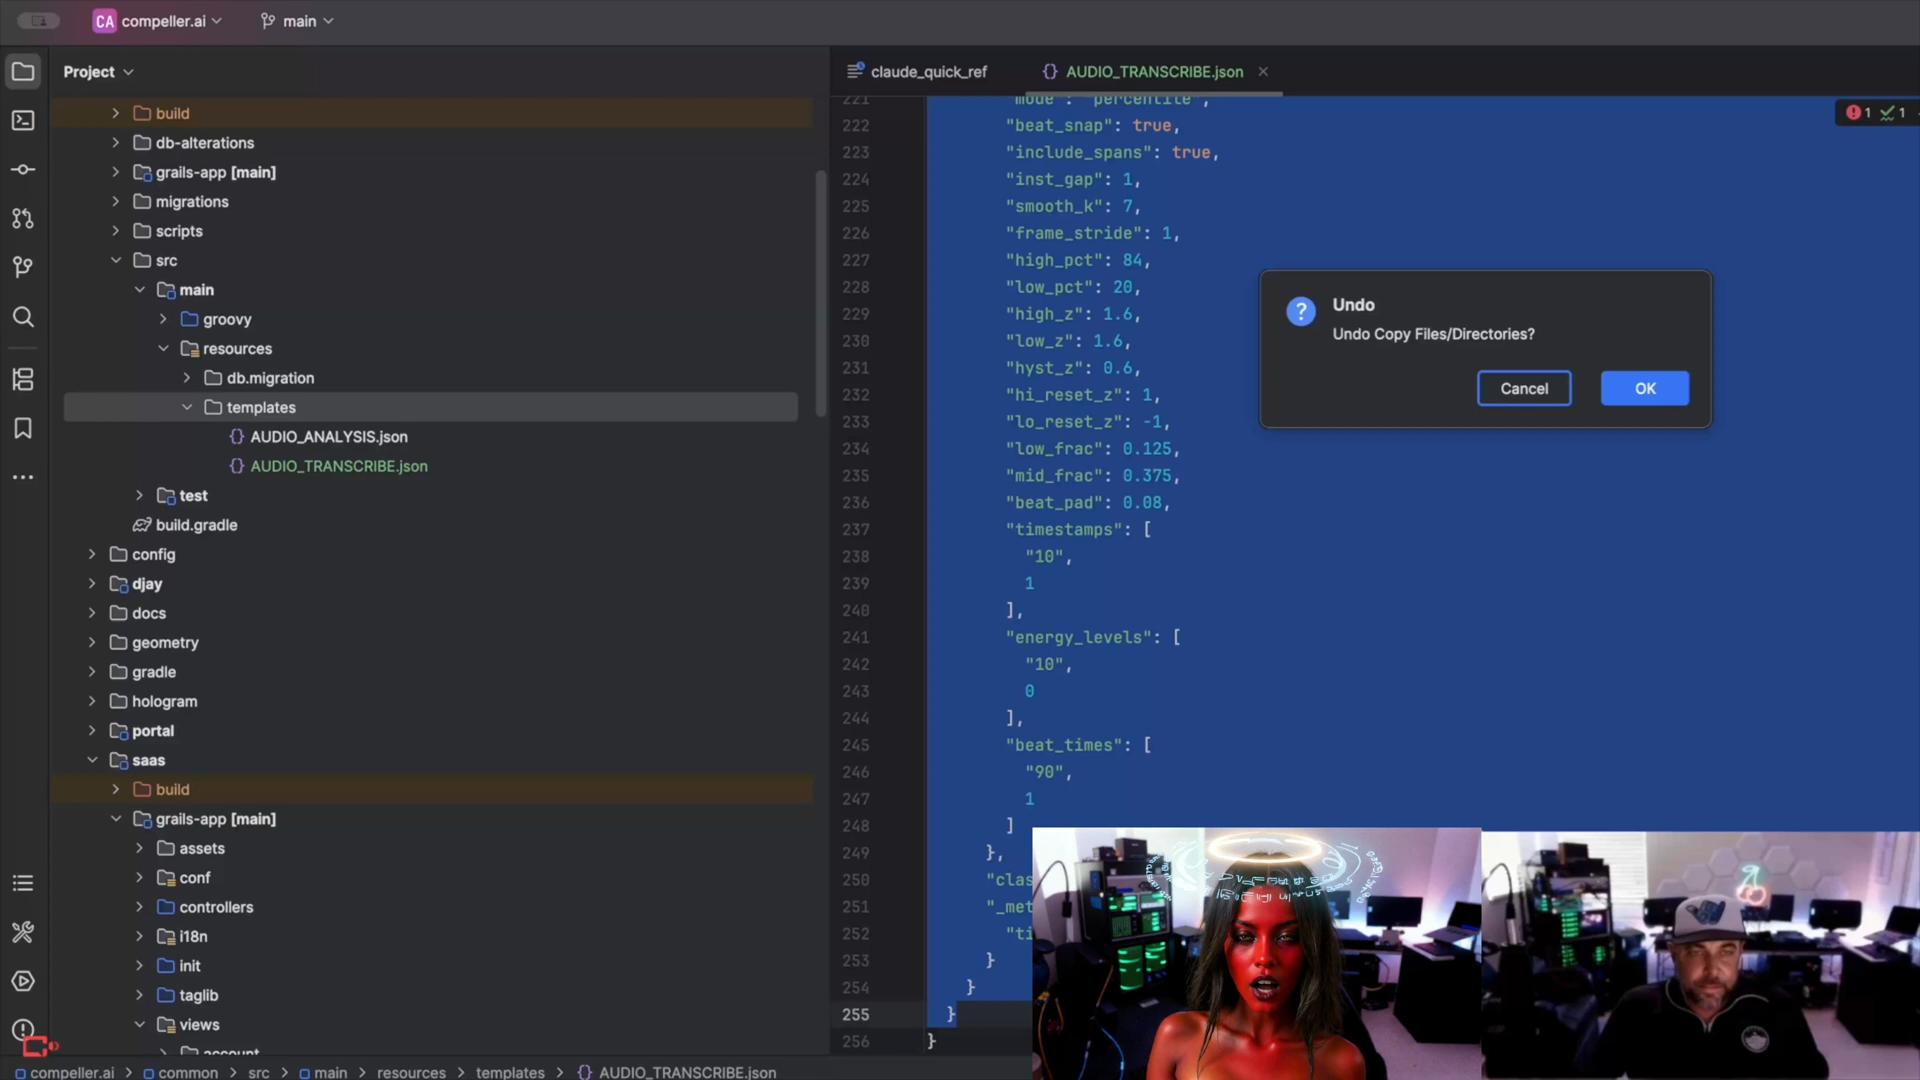 CA compeller.ai
main
Project
build
db-alterations
grails-app [main]
migrations
scripts
src
main
groovy
resources
db.migration
templates
AUDIO_ANALYSIS.json
AUDIO_TRANSCRIBE.json
test
build.gradle
config
djay
docs
geometry
gradle
hologram
portal
saas
build
grails-app [main]
assets
conf
controllers
i18n
init
taglib
views
account
claude_quick_ref
AUDIO_TRANSCRIBE.json
1 1
221 "mode": "percentile",
222 "beat_snap": true,
223 "include_spans": true,
224 "inst_gap": 1,
225 "smooth_k": 7,
226 "frame_stride": 1,
227 "high_pct": 84,
228 "low_pct": 20,
229 "high_z": 1.6,
230 "low_z": 1.6,
231 "hyst_z": 0.6,
232 "hi_reset_z": 1,
233 "lo_reset_z": -1,
234 "low_frac": 0.125,
235 "mid_frac": 0.375,
236 "beat_pad": 0.08,
237 "timestamps": [
238 "10",
239 1
240 ],
241 "energy_levels": [
242 "10",
243 0
244 ],
245 "beat_times": [
246 "90",
247 1
248 ]
249 },
250 "clas
251 "_met
252 "ti
253 }
254 }
255 }
256 }
Undo
Undo Copy Files/Directories?
Cancel
OK
compeller.ai > common > src > main > resources > templates > {} AUDIO_TRANSCRIBE.json